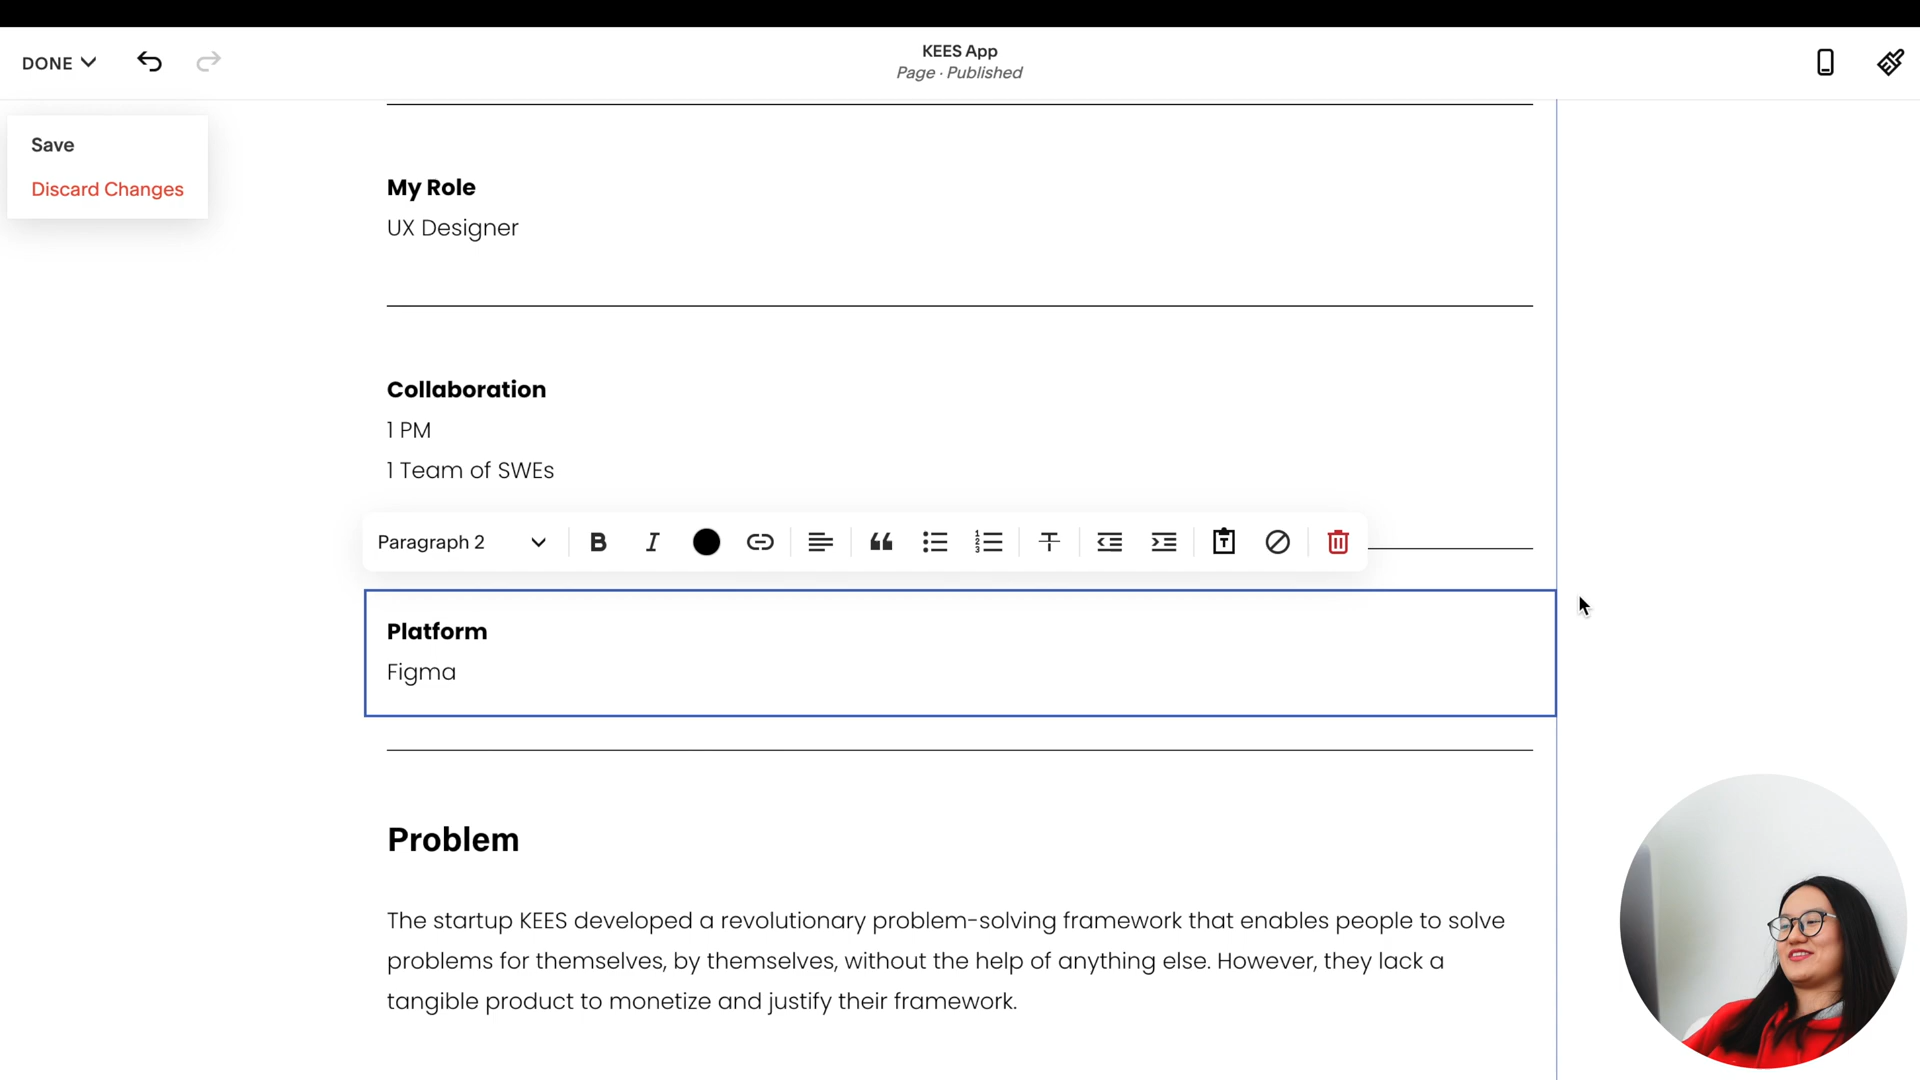 DONE
KEES App
Page · Published
Save
Discard Changes
My Role
UX Designer
Collaboration
1 PM
1 Team of SWEs
Paragraph 2
Platform
Figma
Problem
The startup KEES developed a revolutionary problem-solving framework that enables people to solve
problems for themselves, by themselves, without the help of anything else. However, they lack a
tangible product to monetize and justify their framework.